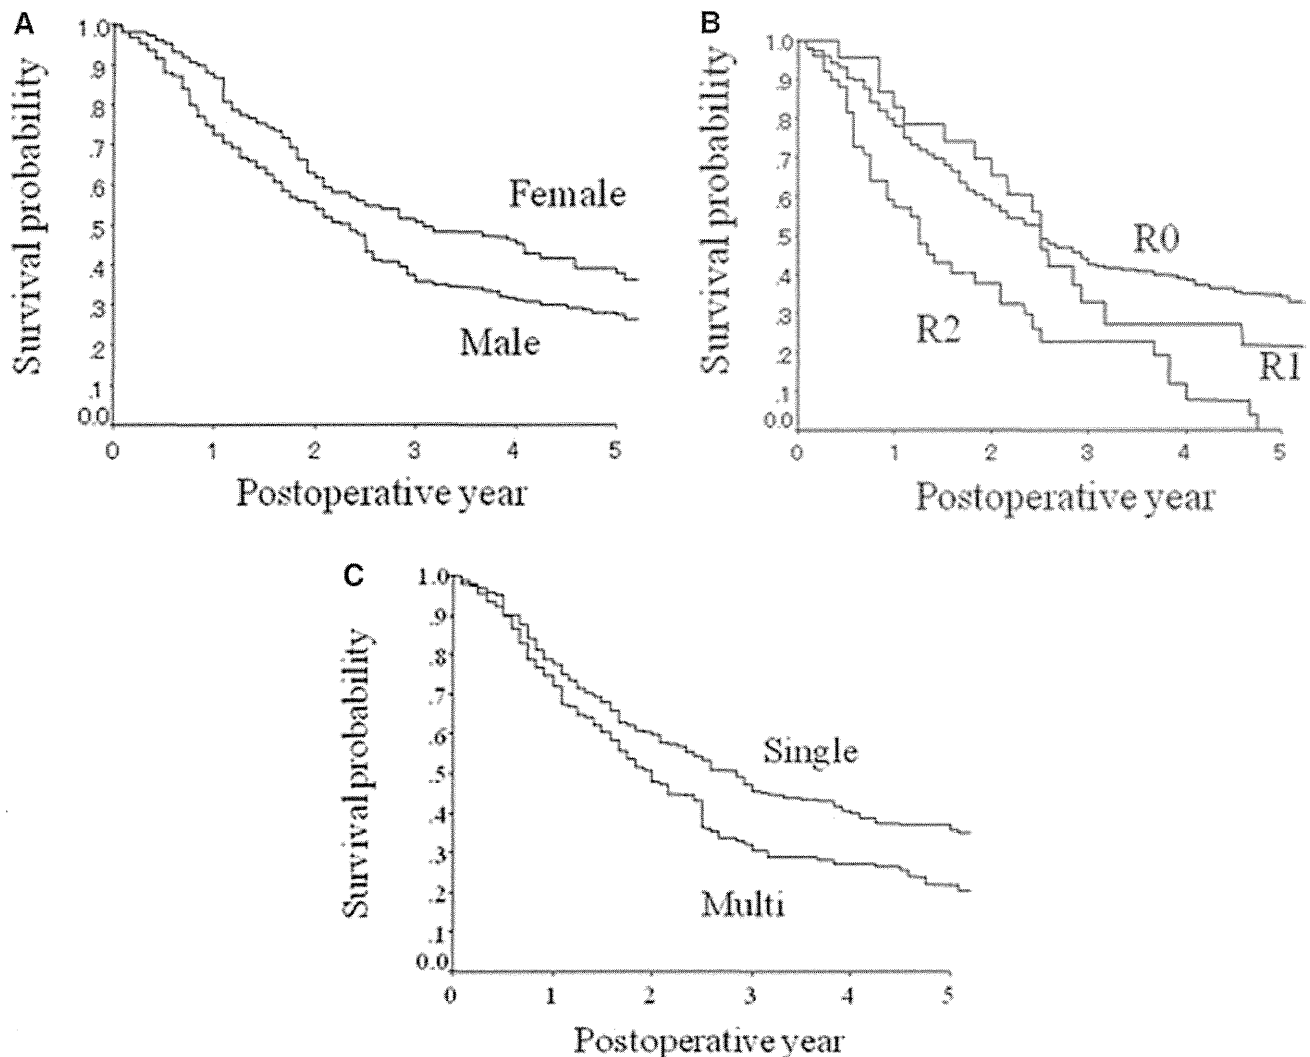 A
Survival probability
1.0
.9
.8
.7
.6
.5
.4
.3
.2
.1
0.0
Female
Male
0 1 2 3 4 5
Postoperative year
B
Survival probability
1.0
.9
.8
.7
.6
.5
.4
.3
.2
.1
0.0
R0
R2
R1
0 1 2 3 4 5
Postoperative year
C
Survival probability
1.0
.9
.8
.7
.6
.5
.4
.3
.2
.1
0.0
Single
Multi
0 1 2 3 4 5
Postoperative year